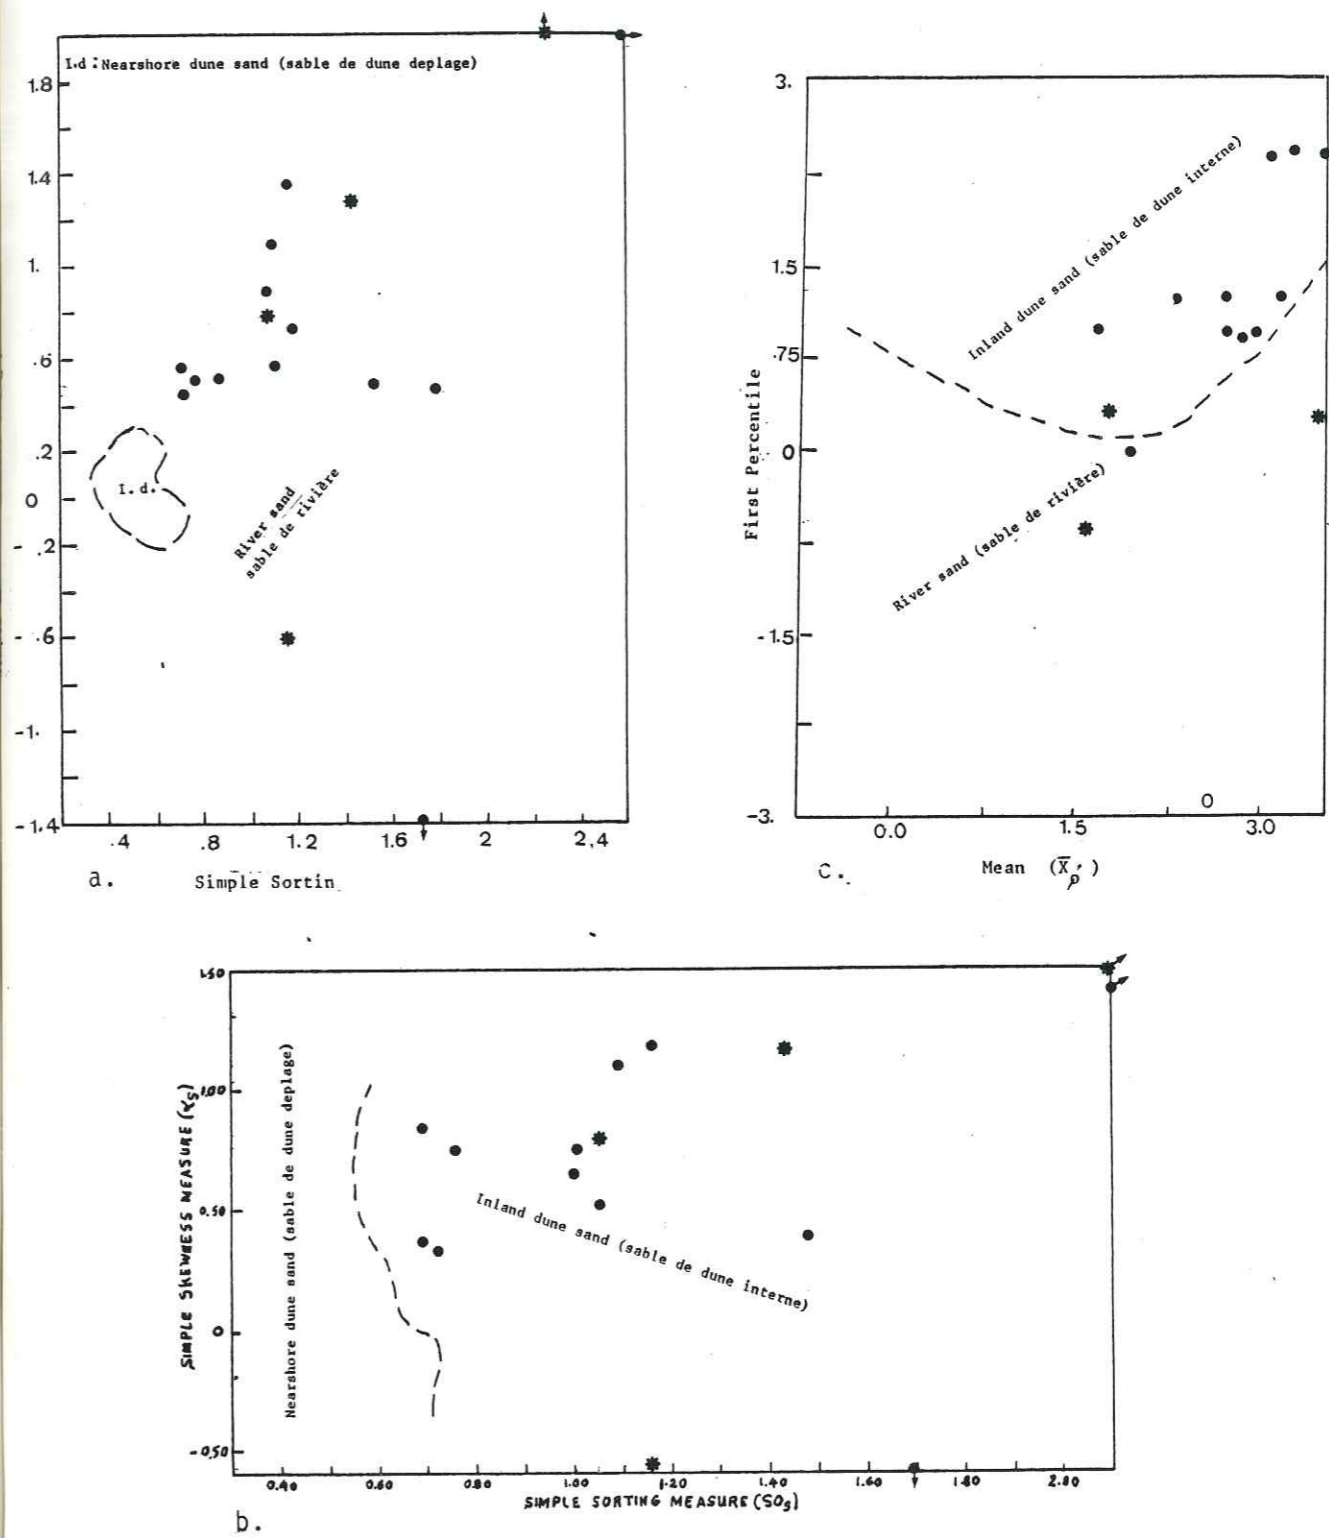 I.d : Nearshore dune sand (sable de dune deplage)
1.8
1.4
1.
.6
.2
0
- .2
- .6
-1.
-1.4
I.d.
River sand
sable de rivière
.4
.8
1.2
1.6
2
2,4
a.
Simple Sortin
3.
1.5
.75
0
-1.5
-3.
First Percentile
Inland dune sand (sable de dune interne)
River sand (sable de rivière)
O
0.0
1.5
3.0
c.
Mean
1.50
1.00
0.50
0
-0.50
SIMPLE SKEWNESS MEASURE (αs)
Nearshore dune sand (sable de dune deplage)
Inland dune sand (sable de dune interne)
0.40
0.60
0.80
1.00
1.20
1.40
1.60
1.80
2.00
SIMPLE SORTING MEASURE (SOs)
b.